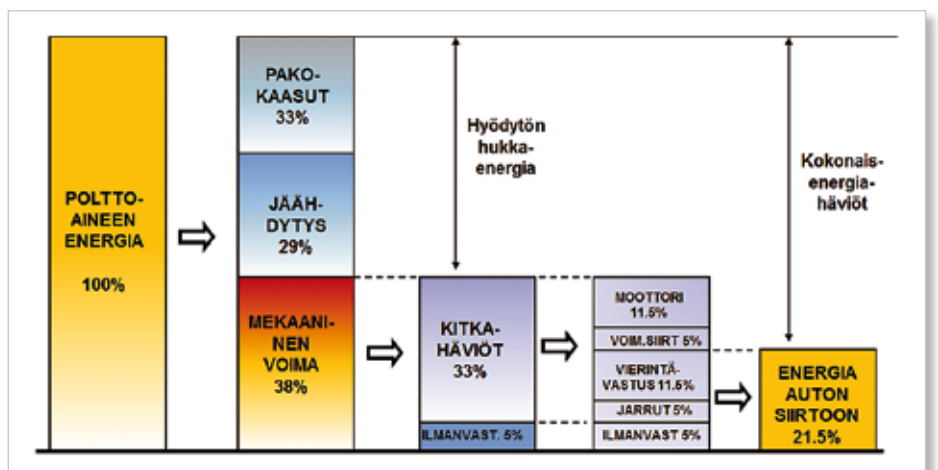 POLTTO-
AINEEN
ENERGIA
100%
PAKO-
KAASUT
33%
JÄÄH-
DYTYS
29%
MEKAANI-
NEN
VOIMA
38%
Hyödytön
hukka-
energia
KITKA-
HÄVIÖT
33%
ILMANVAST. 5%
MOOTTORI
11.5%
VOIM.SIIRT 5%
VIERINTÄ-
VASTUS 11.5%
JARRUT 5%
ILMANVAST 5%
Kokonais-
energia-
häviöt
ENERGIA
AUTON
SIIRTOON
21.5%